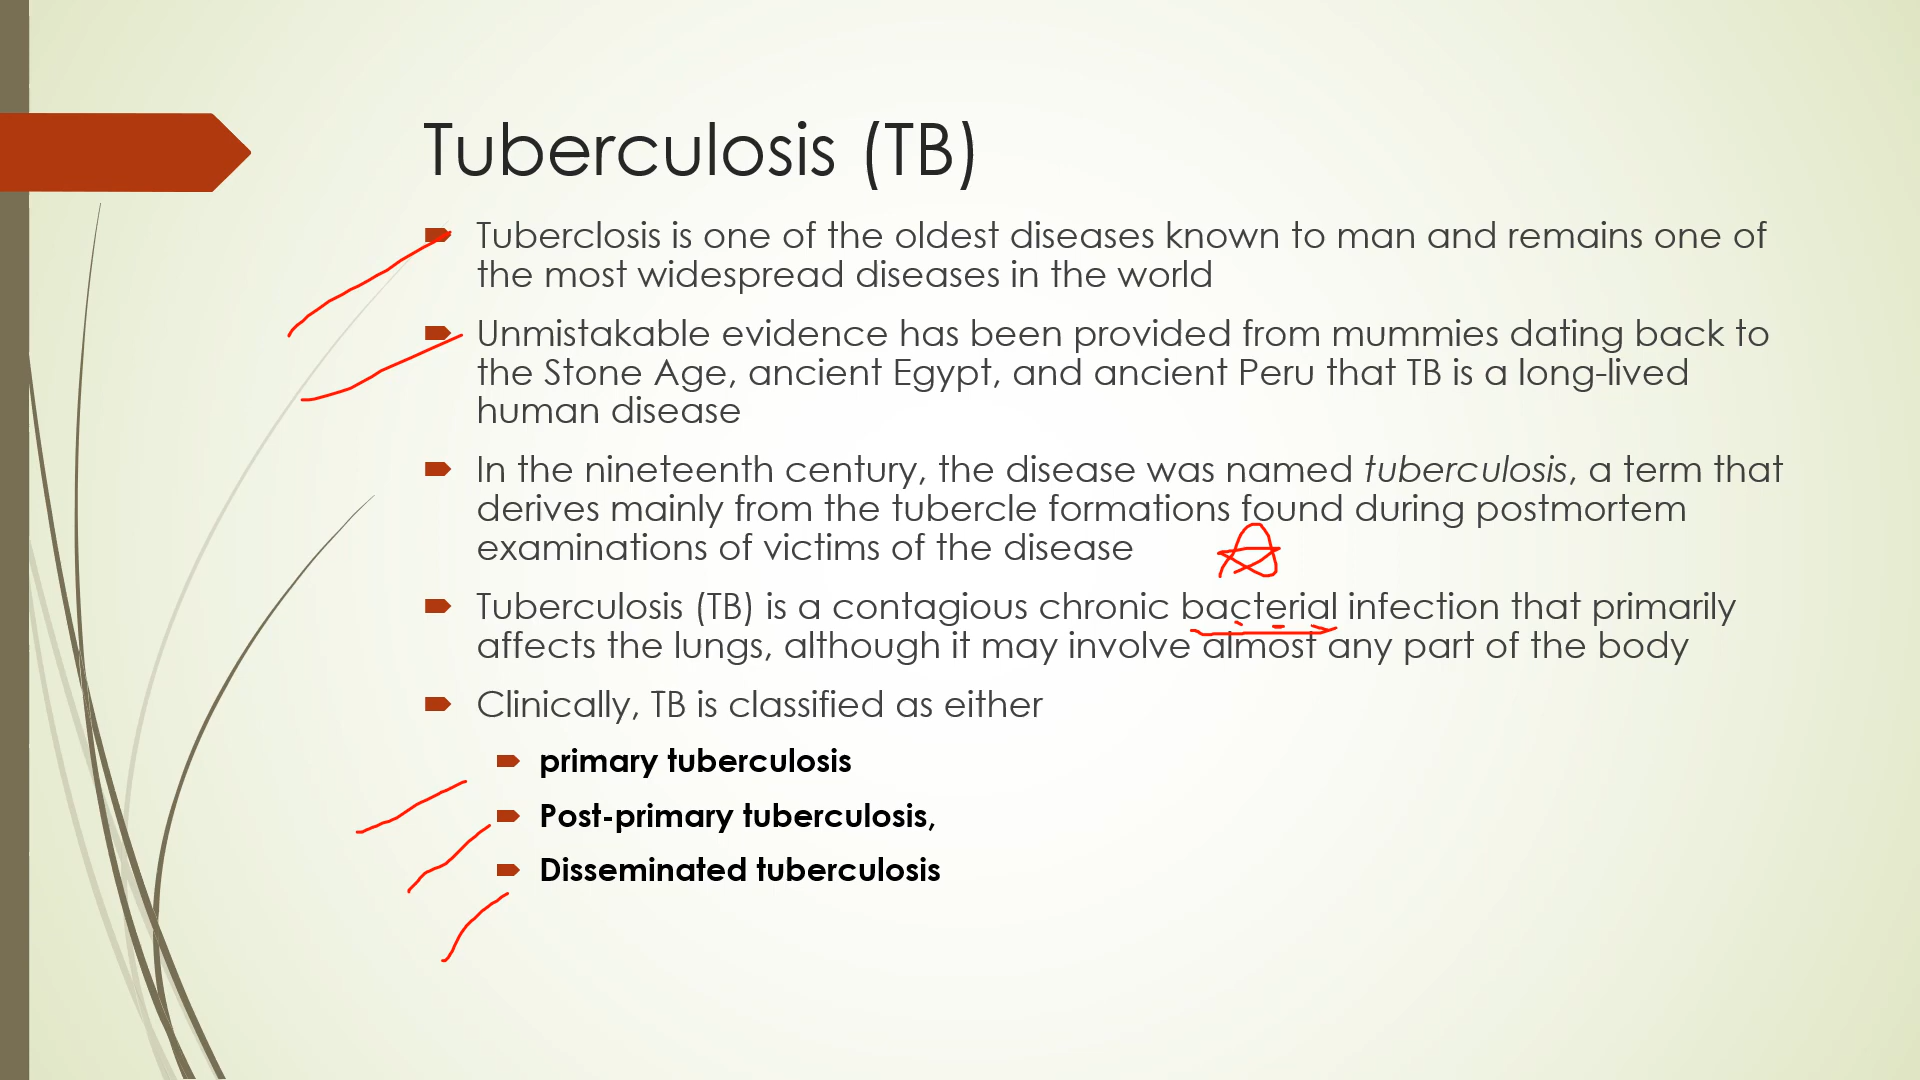 Tuberculosis (TB)
Tuberclosis is one of the oldest diseases known to man and remains one of
the most widespread diseases in the world
Unmistakable evidence has been provided from mummies dating back to
the Stone Age, ancient Egypt, and ancient Peru that TB is a long-lived
human disease
In the nineteenth century, the disease was named tuberculosis, a term that
derives mainly from the tubercle formations found during postmortem
examinations of victims of the disease
Tuberculosis (TB) is a contagious chronic bacterial infection that primarily
affects the lungs, although it may involve almost any part of the body
Clinically, TB is classified as either
primary tuberculosis
Post-primary tuberculosis,
Disseminated tuberculosis